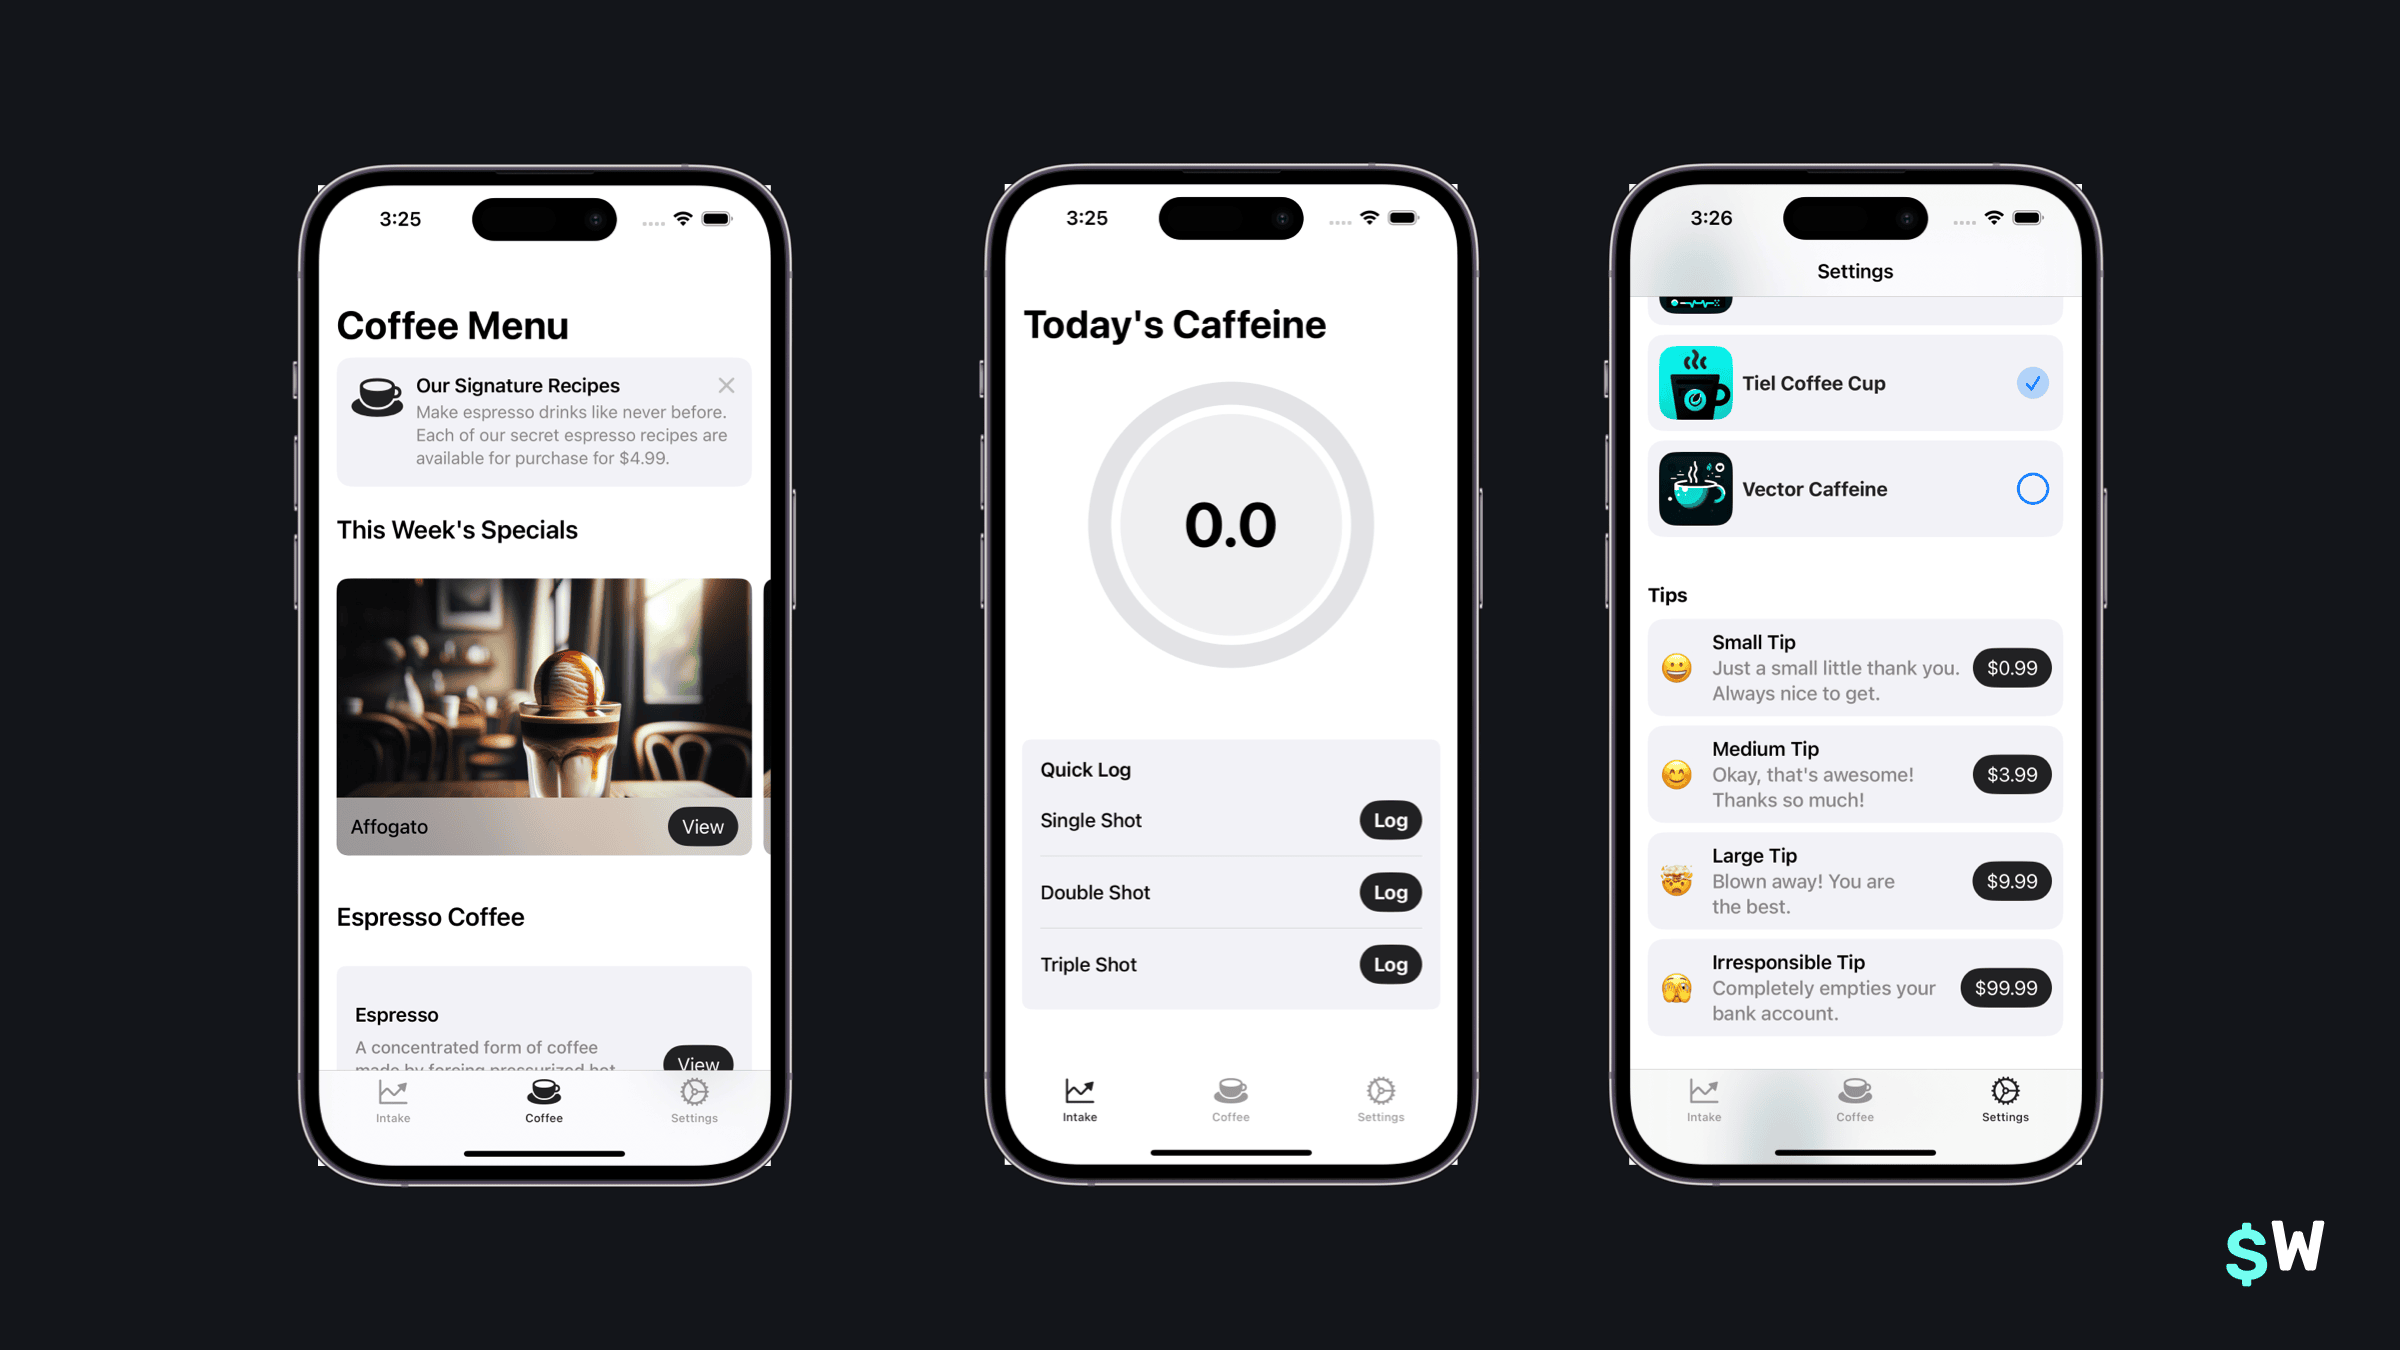 3:25
Coffee Menu
Our Signature Recipes
Make espresso drinks like never before.
Each of our secret espresso recipes are
available for purchase for $4.99.
This Week's Specials
Affogato
View
Espresso Coffee
Espresso
A concentrated form of coffee
made by forcing pressurized hot
View
Intake
Coffee
Settings
3:25
Today's Caffeine
0.0
Quick Log
Single Shot
Log
Double Shot
Log
Triple Shot
Log
Intake
Coffee
Settings
3:26
Settings
Tiel Coffee Cup
Vector Caffeine
Tips
Small Tip
Just a small little thank you.
Always nice to get.
$0.99
Medium Tip
Okay, that's awesome!
Thanks so much!
$3.99
Large Tip
Blown away! You are
the best.
$9.99
Irresponsible Tip
Completely empties your
bank account.
$99.99
Intake
Coffee
Settings
$W